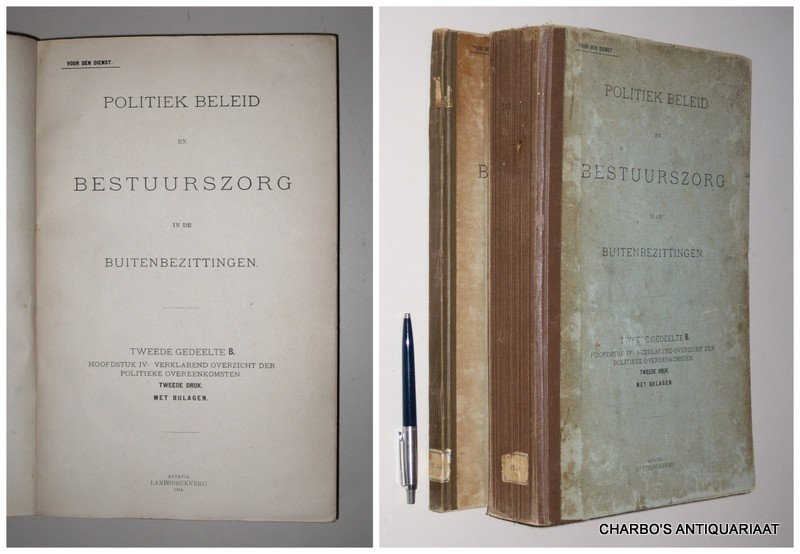 VOOR DEN DIENST.
POLITIEK BELEID
EN
BESTUURSZORG
IN DE
BUITENBEZITTINGEN.
TWEEDE GEDEELTE B.
HOOFDSTUK IV VERKLAREND OVERZICHT DER
POLITIEKE OVEREENKOMSTEN.
TWEEDE DRUK.
MET BIJLAGEN.
BATAVIA
LANDSDRUKKERIJ
VOOR DEN DIENST
POLITIEK BELEID
EN
BESTUURSZORG
IN DE
BUITENBEZITTINGEN.
TWEEDE GEDEELTE B.
HOOFDSTUK IV VERKLAREND OVERZICHT DER
POLITIEKE OVEREENKOMSTEN
TWEEDE DRUK
MET BIJLAGEN.
BATAVIA
LANDSDRUKKERIJ
CHARBO'S ANTIQUARIAAT